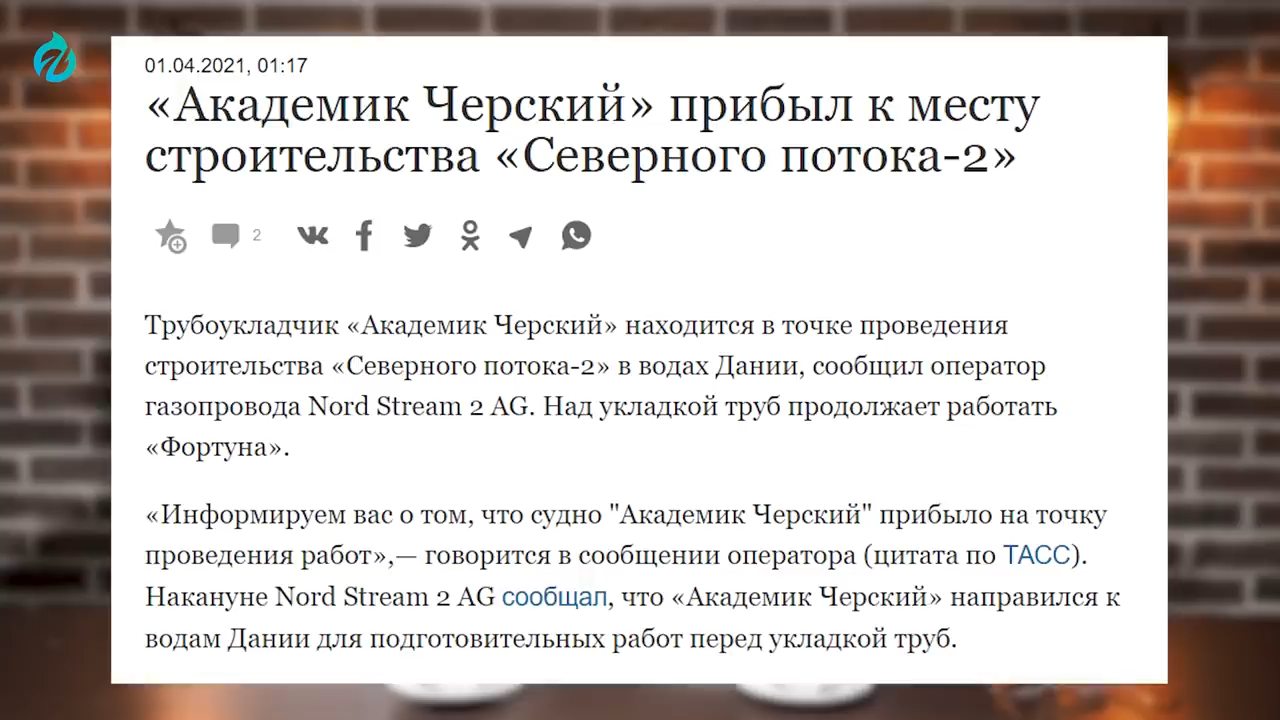 01.04.2021, 01:17
«Академик Черский» прибыл к месту
строительства «Северного потока-2»
2
Трубоукладчик «Академик Черский» находится в точке проведения
строительства «Северного потока-2» в водах Дании, сообщил оператор
газопровода Nord Stream 2 AG. Над укладкой труб продолжает работать
«Фортуна».
«Информируем вас о том, что судно "Академик Черский" прибыло на точку
проведения работ»,— говорится в сообщении оператора (цитата по ТАСС).
Накануне Nord Stream 2 AG сообщал, что «Академик Черский» направился к
водам Дании для подготовительных работ перед укладкой труб.